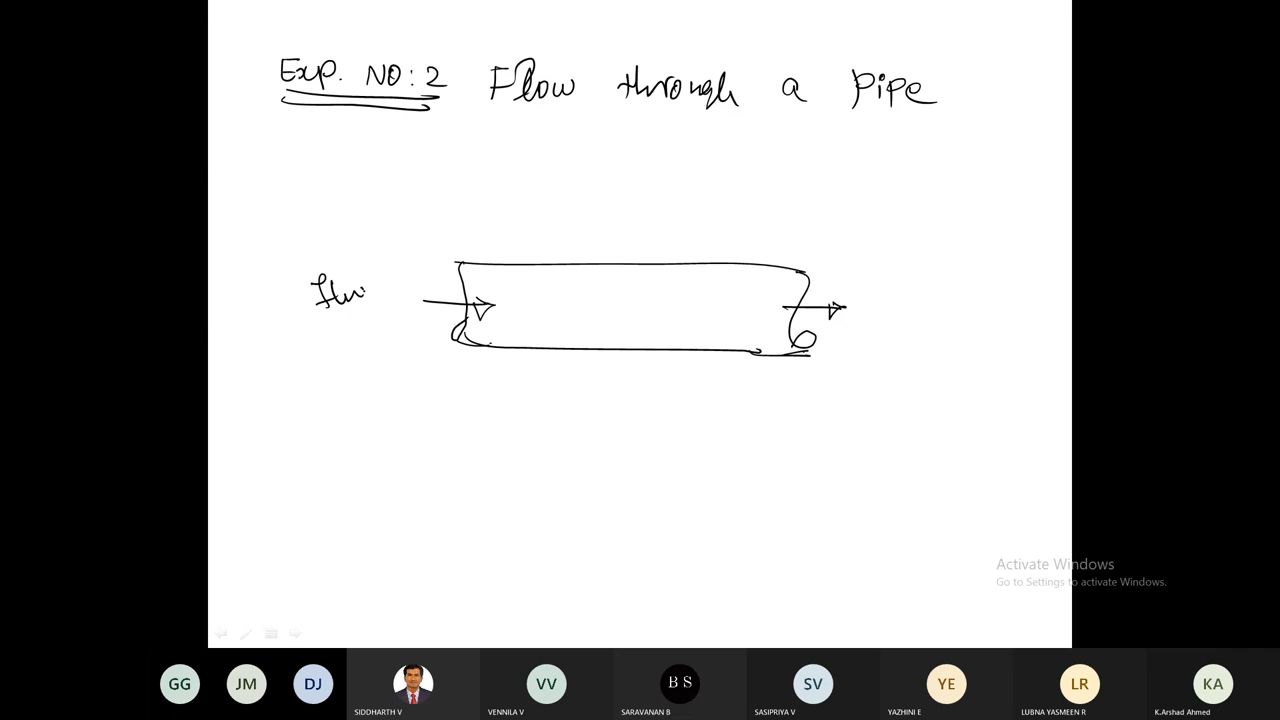 Exp. NO: 2 Flow through a Pipe
flui
Activate Windows
Go to Settings to activate Windows.
GG JM DJ VV B S SV YE LR KA
SIDDHARTH V VENNILA V SARAVANAN B SASIPRIYA V YAZHINI E LUBNA YASMEEN R K.Arshad Ahmed